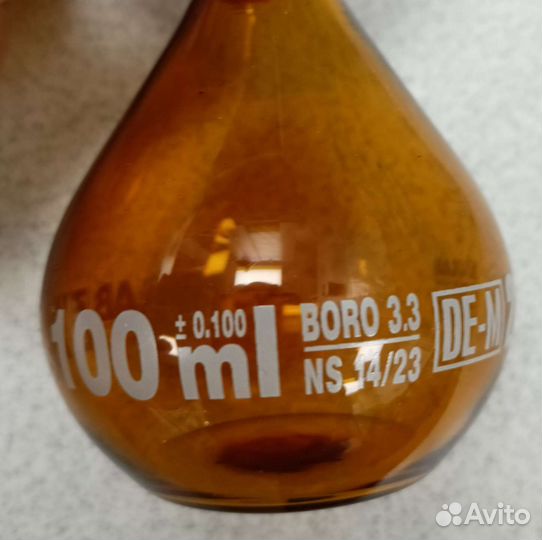 100 ml
± 0.100
BORO 3.3
NS 14/23
DE-M
Avito